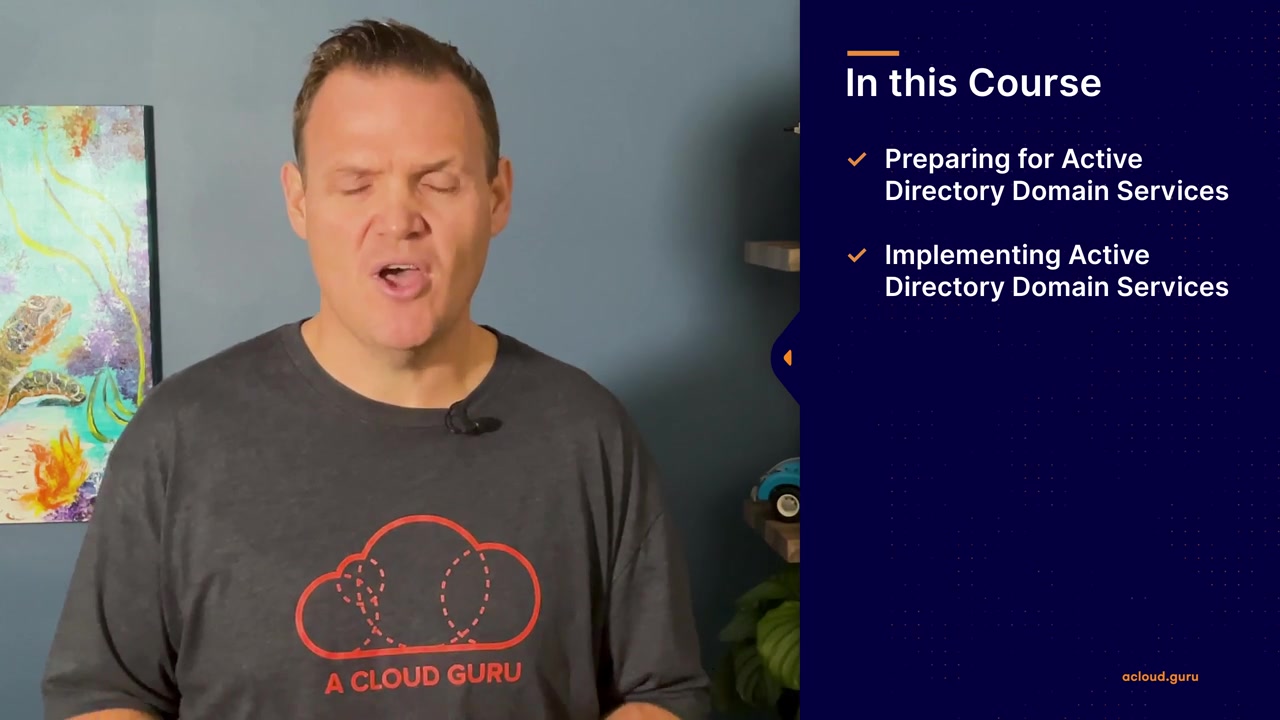 In this Course
Preparing for Active
Directory Domain Services
Implementing Active
Directory Domain Services
A CLOUD GURU
acloud.guru